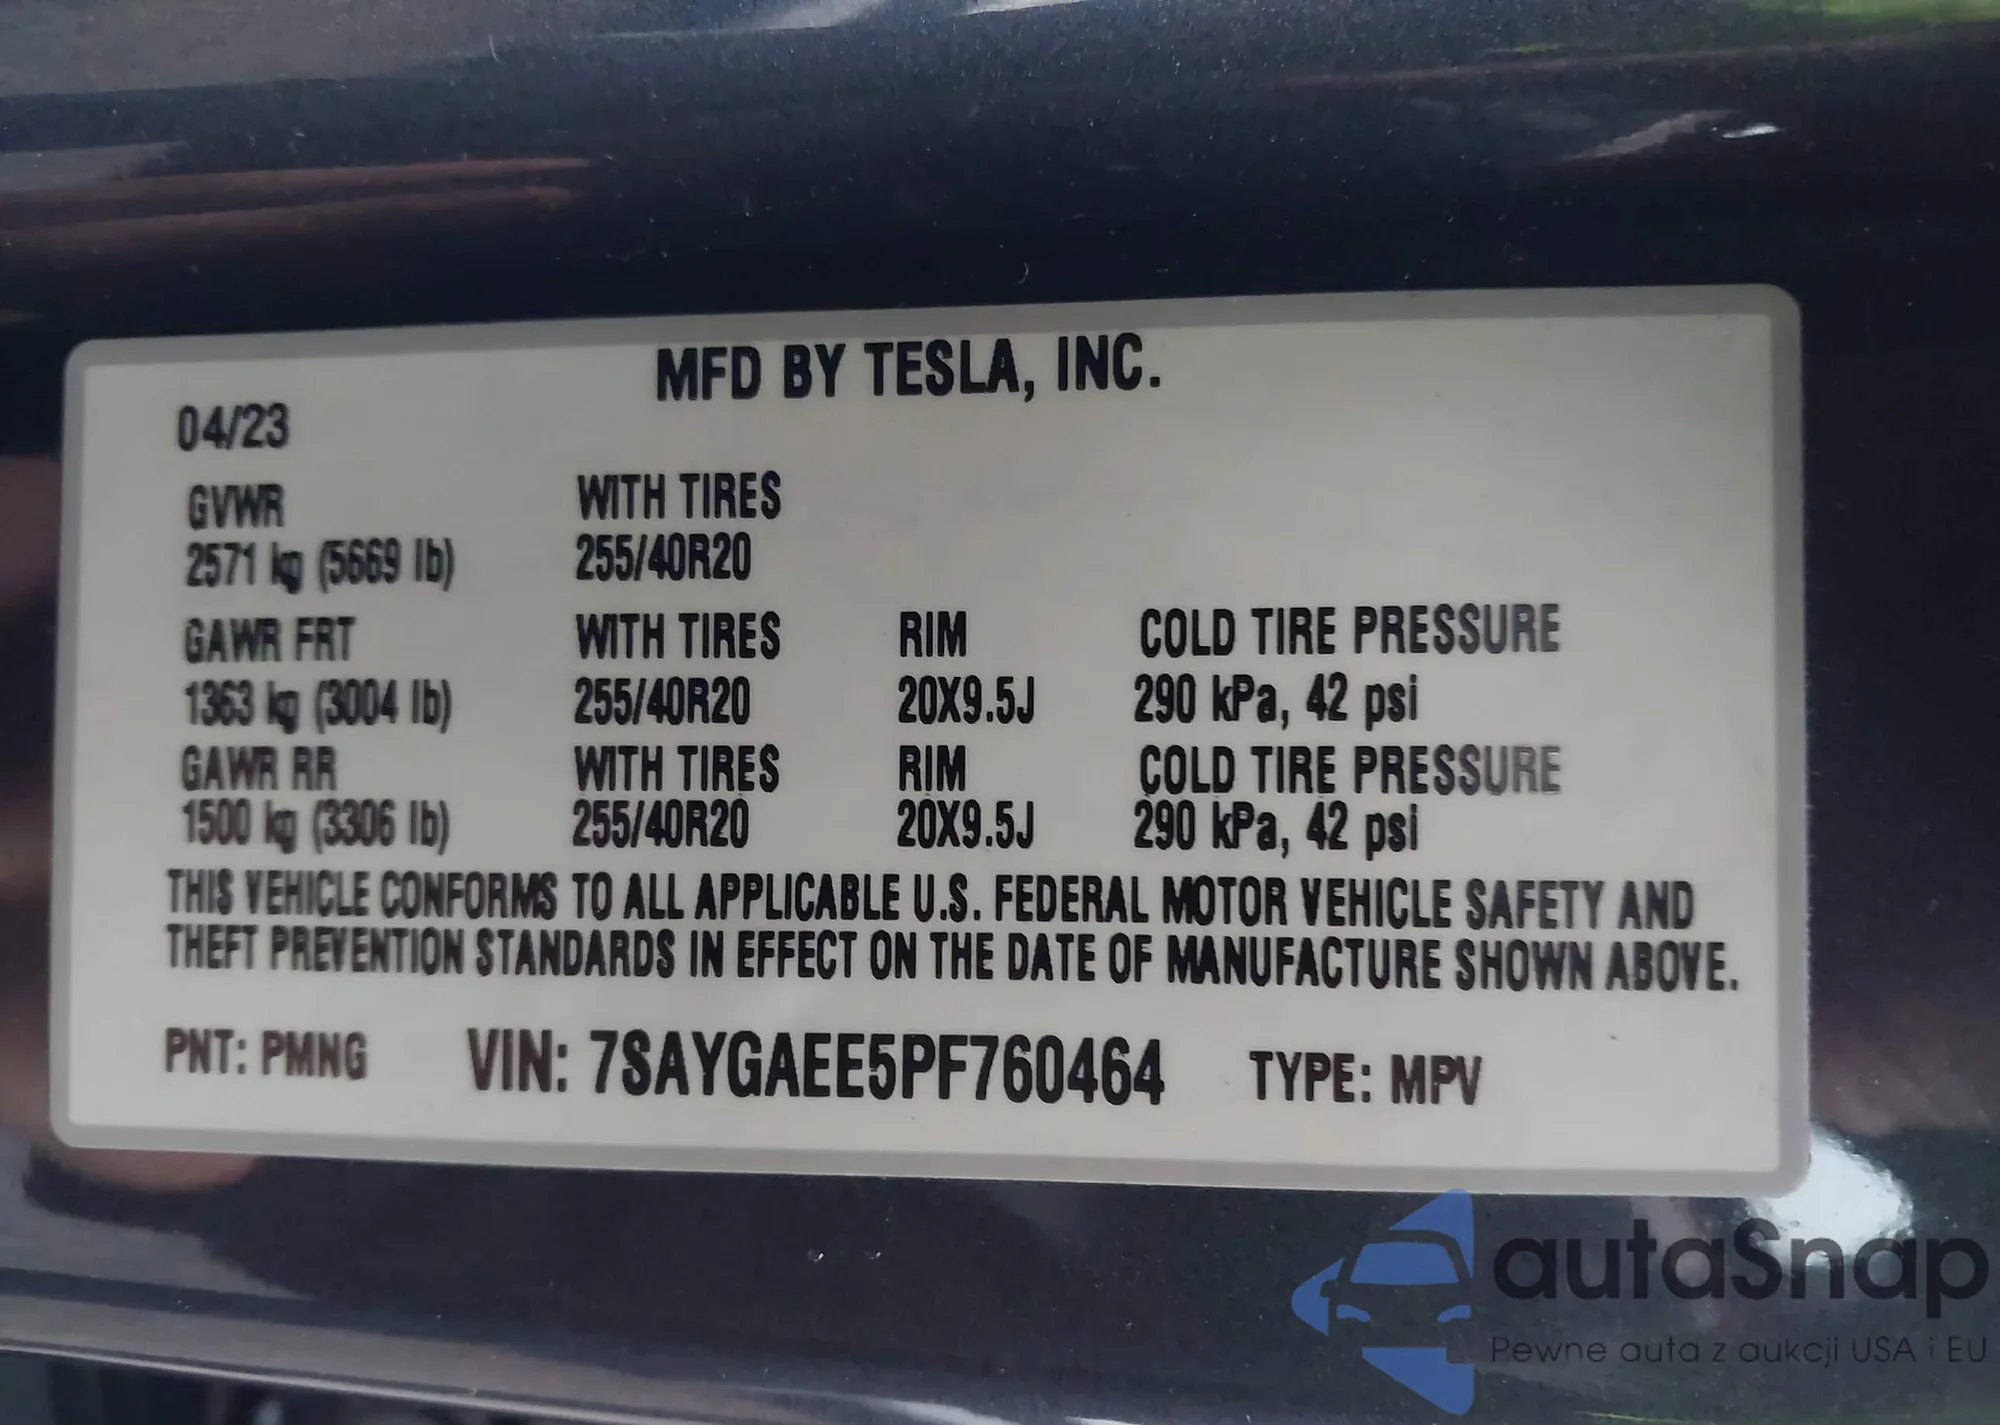 MFD BY TESLA, INC.
04/23
GVWR WITH TIRES
2571 kg (5669 lb) 255/40R20
GAWR FRT WITH TIRES RIM COLD TIRE PRESSURE
1363 kg (3004 lb) 255/40R20 20X9.5J 290 kPa, 42 psi
GAWR RR WITH TIRES RIM COLD TIRE PRESSURE
1500 kg (3306 lb) 255/40R20 20X9.5J 290 kPa, 42 psi
THIS VEHICLE CONFORMS TO ALL APPLICABLE U.S. FEDERAL MOTOR VEHICLE SAFETY AND
THEFT PREVENTION STANDARDS IN EFFECT ON THE DATE OF MANUFACTURE SHOWN ABOVE.
PNT: PMNG VIN: 7SAYGAEE5PF760464 TYPE: MPV
autaSnap
Pewne auta z aukcji USA i EU